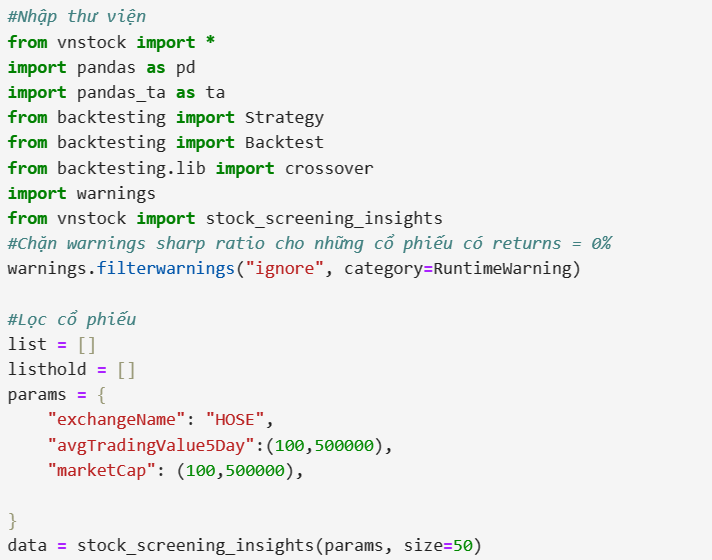 #Nhập thư viện
from vnstock import *
import pandas as pd
import pandas_ta as ta
from backtesting import Strategy
from backtesting import Backtest
from backtesting.lib import crossover
import warnings
from vnstock import stock_screening_insights
#Chặn warnings sharp ratio cho những cổ phiếu có returns = 0%
warnings.filterwarnings("ignore", category=RuntimeWarning)

#Lọc cổ phiếu
list = []
listhold = []
params = {
    "exchangeName": "HOSE",
    "avgTradingValue5Day":(100,500000),
    "marketCap": (100,500000),

}
data = stock_screening_insights(params, size=50)